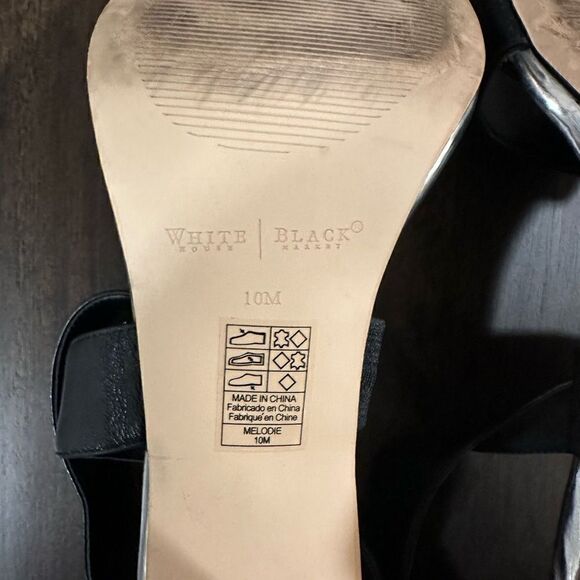 WHITE | BLACK®
HOUSE MARKET
10M
MADE IN CHINA
Fabricado en China
Fabriqué en Chine
MELODIE
10M